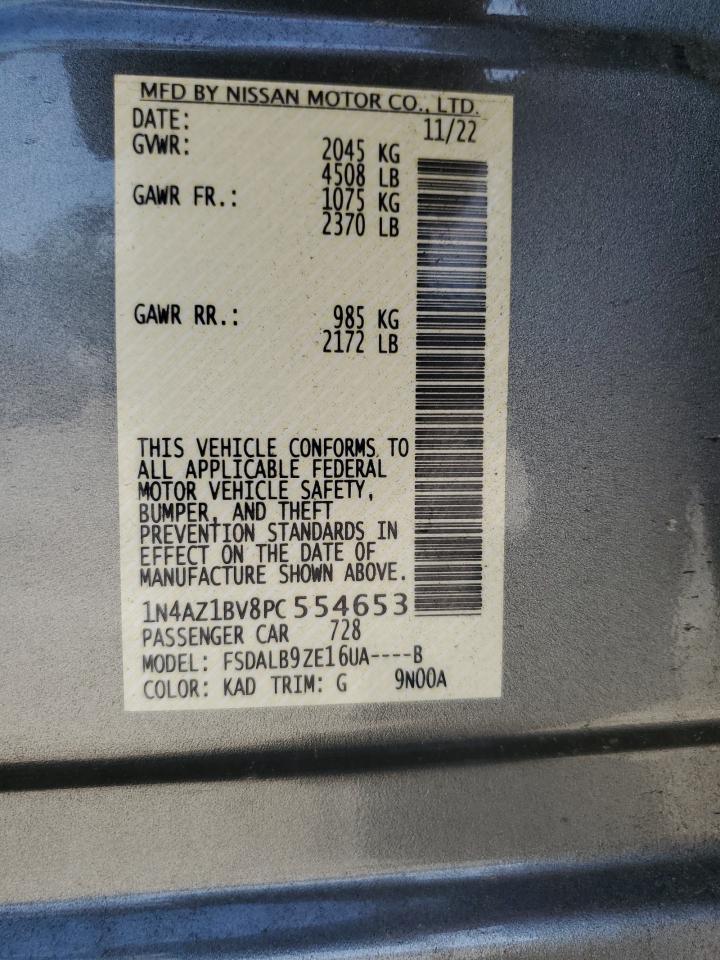 MFD BY NISSAN MOTOR CO., LTD.
DATE: 11/22
GVWR: 2045 KG
4508 LB
GAWR FR.: 1075 KG
2370 LB
GAWR RR.: 985 KG
2172 LB
THIS VEHICLE CONFORMS TO
ALL APPLICABLE FEDERAL
MOTOR VEHICLE SAFETY,
BUMPER, AND THEFT
PREVENTION STANDARDS IN
EFFECT ON THE DATE OF
MANUFACTURE SHOWN ABOVE.
1N4AZ1BV8PC554653
PASSENGER CAR 728
MODEL: FSDALB9ZE16UA----B
COLOR: KAD TRIM: G 9N00A